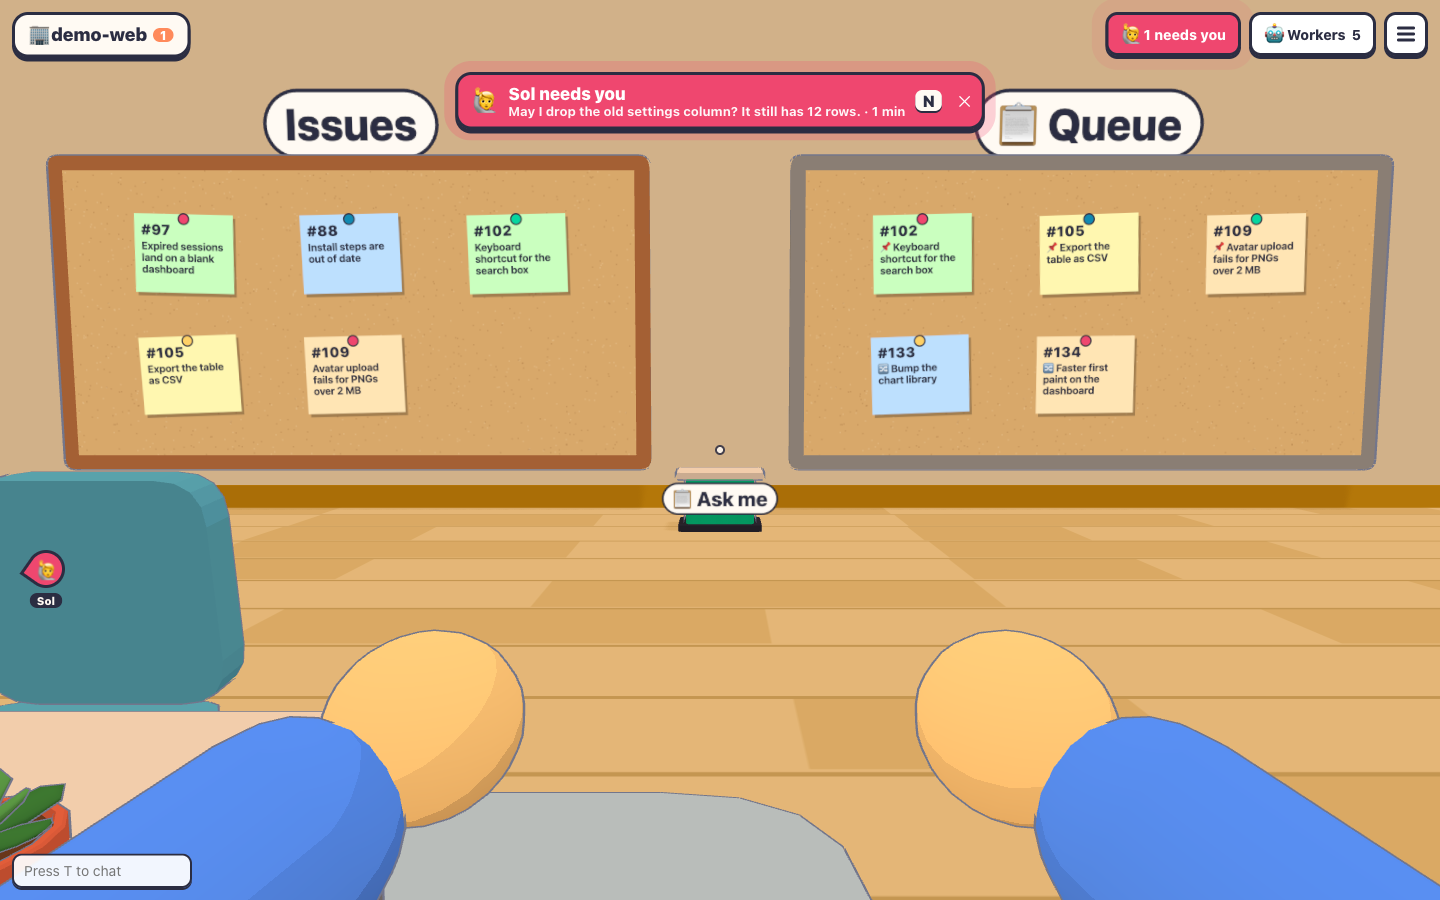 demo-web 1
1 needs you
Workers 5
Sol needs you
May I drop the old settings column? It still has 12 rows. · 1 min
N
Issues
Queue
#97
Expired sessions
land on a blank
dashboard
#88
Install steps are
out of date
#102
Keyboard
shortcut for the
search box
#105
Export the table
as CSV
#109
Avatar upload
fails for PNGs
over 2 MB
#102
Keyboard
shortcut for the
search box
#105
Export the
table as CSV
#109
Avatar upload
fails for PNGs
over 2 MB
#133
Bump the
chart library
#134
Faster first
paint on the
dashboard
Ask me
Sol
Press T to chat